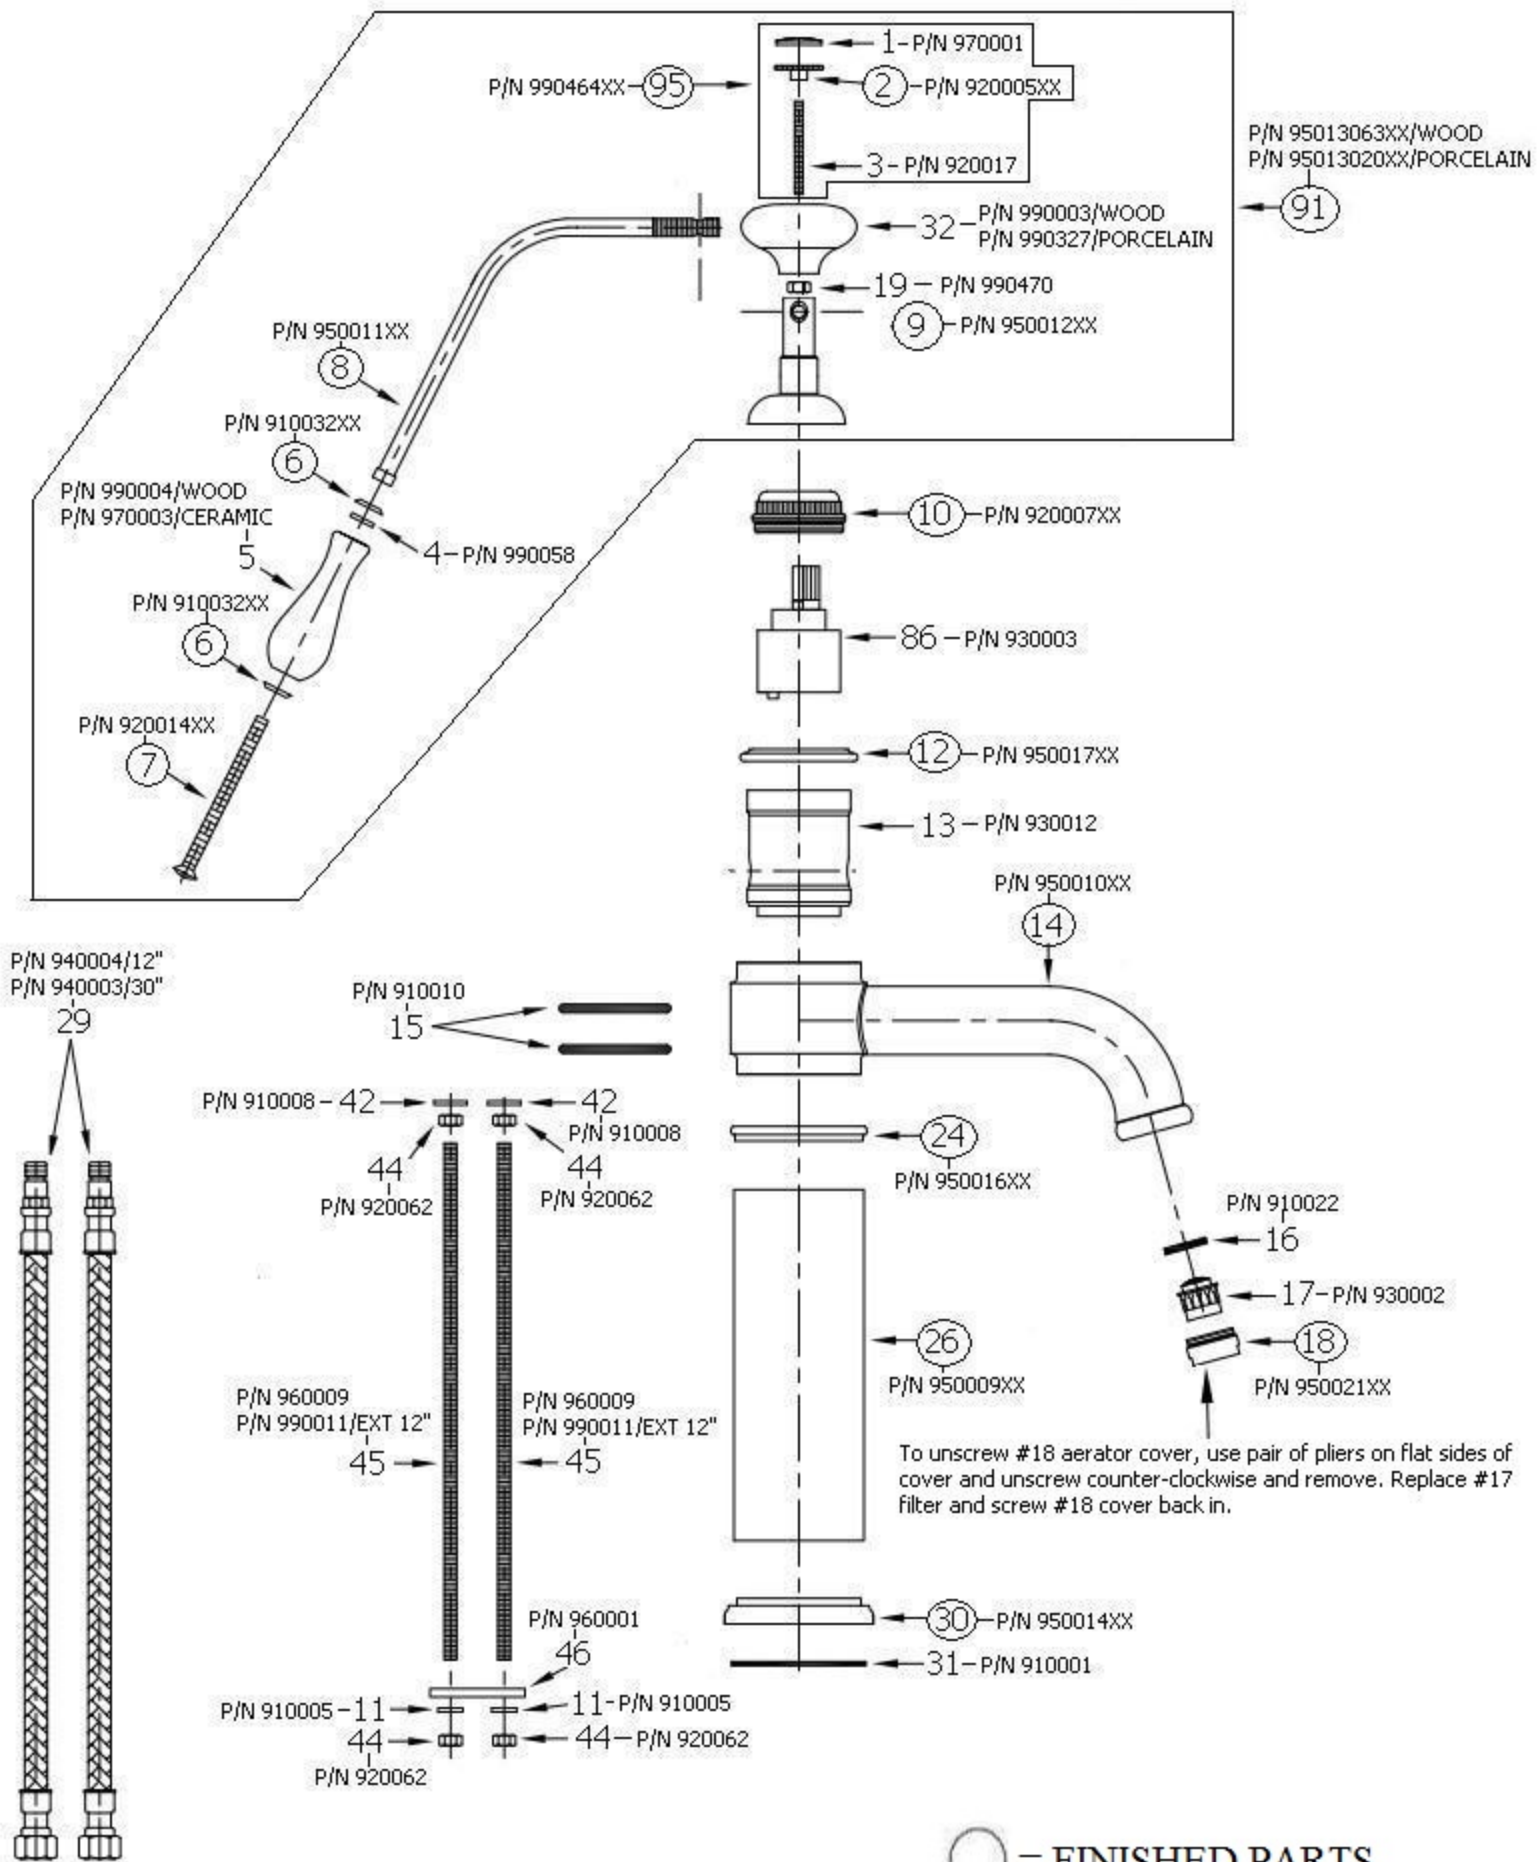 1-P/N 970001
P/N 990464XX-95
2-P/N 920005XX
3-P/N 920017
P/N 95013063XX/WOOD
P/N 95013020XX/PORCELAIN
91
32-P/N 990003/WOOD
P/N 990327/PORCELAIN
19-P/N 990470
9-P/N 950012XX
P/N 950011XX
8
P/N 910032XX
6
P/N 990004/WOOD
P/N 970003/CERAMIC
5
4-P/N 990058
P/N 910032XX
6
P/N 920014XX
7
10-P/N 920007XX
86-P/N 930003
12-P/N 950017XX
13-P/N 930012
P/N 950010XX
14
P/N 940004/12"
P/N 940003/30"
29
P/N 910010
15
P/N 910008-42
42
P/N 910008
44
P/N 920062
44
P/N 920062
24
P/N 950016XX
P/N 910022
16
17-P/N 930002
18
P/N 950021XX
26
P/N 950009XX
P/N 960009
P/N 990011/EXT 12"
45
P/N 960009
P/N 990011/EXT 12"
45
To unscrew #18 aerator cover, use pair of pliers on flat sides of
cover and unscrew counter-clockwise and remove. Replace #17
filter and screw #18 cover back in.
P/N 960001
46
30-P/N 950014XX
31-P/N 910001
P/N 910005-11
11-P/N 910005
44
P/N 920062
44-P/N 920062
= FINISHED PARTS